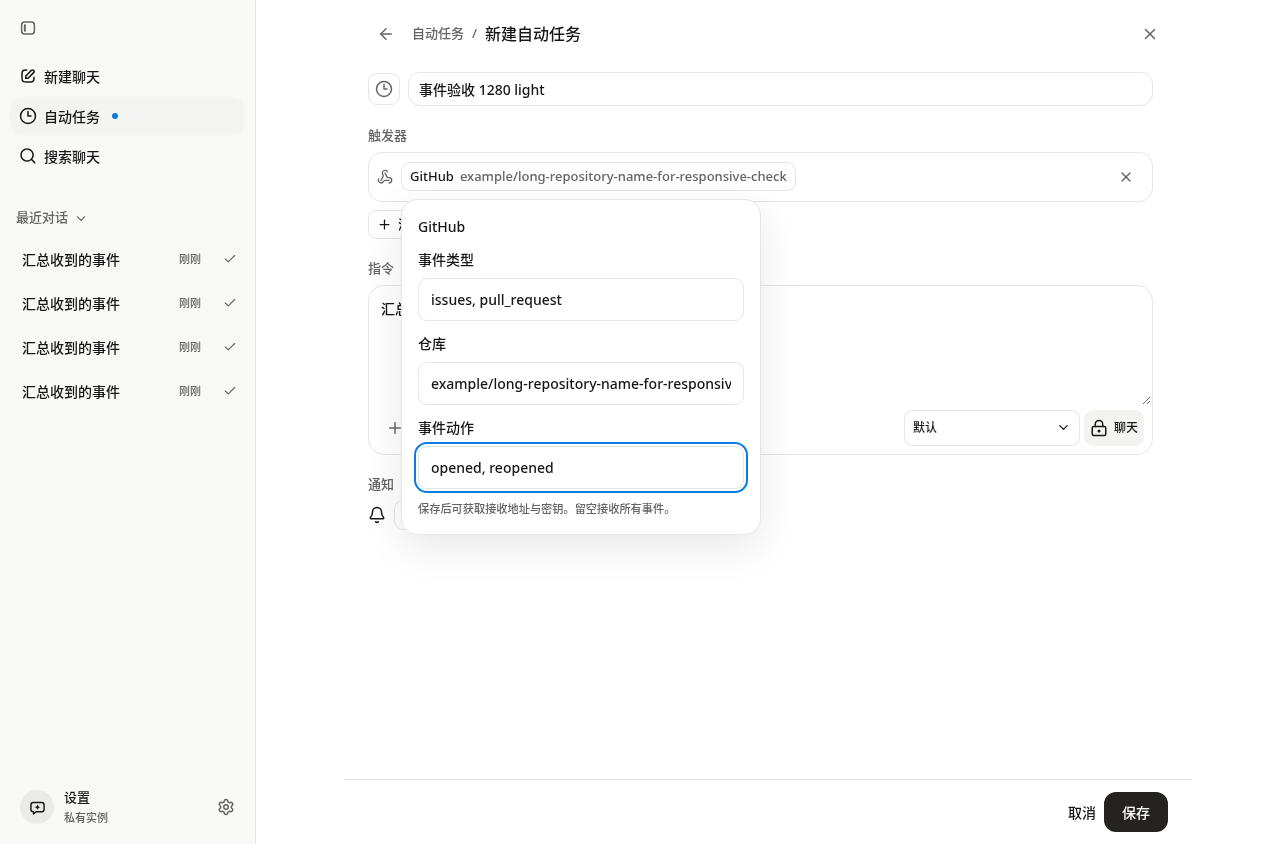 新建聊天
自动任务
搜索聊天
最近对话
汇总收到的事件 刚刚
汇总收到的事件 刚刚
汇总收到的事件 刚刚
汇总收到的事件 刚刚
设置
私有实例
自动任务 / 新建自动任务
事件验收 1280 light
触发器
GitHub example/long-repository-name-for-responsive-check
指令
汇总
GitHub
事件类型
issues, pull_request
仓库
example/long-repository-name-for-responsiv
事件动作
opened, reopened
保存后可获取接收地址与密钥。留空接收所有事件。
默认
聊天
通知
取消
保存